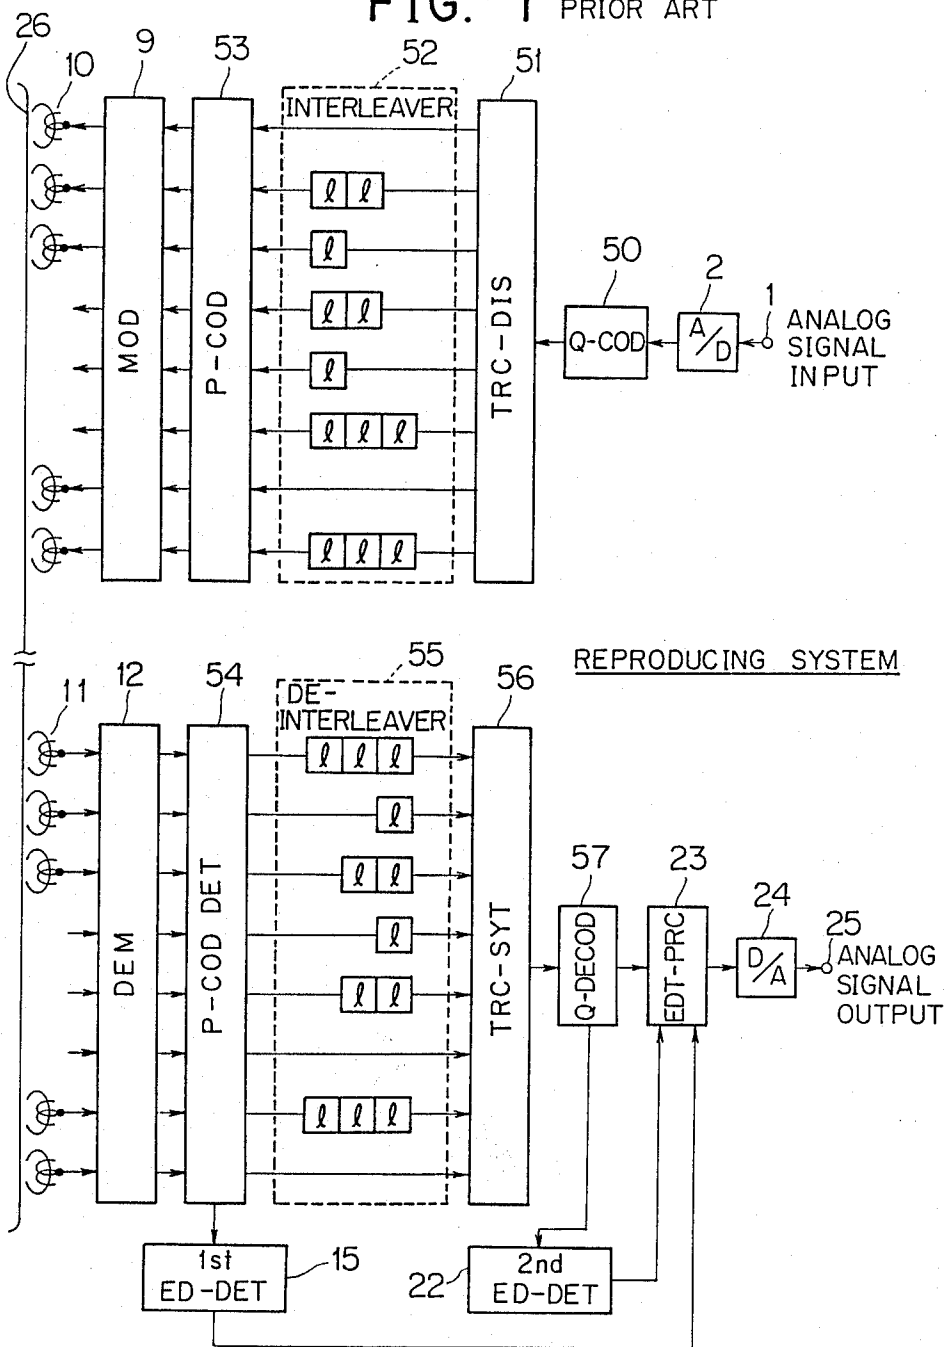 FIG. 1 PRIOR ART
26
10
9
53
52
51
INTERLEAVER
ℓ ℓ
ℓ
ℓ ℓ
ℓ
ℓ ℓ ℓ
ℓ ℓ ℓ
MOD
P-COD
TRC-DIS
50
Q-COD
2
A/D
1
ANALOG
SIGNAL
INPUT
REPRODUCING SYSTEM
11
12
54
55
56
DE-
INTERLEAVER
ℓ ℓ ℓ
ℓ
ℓ ℓ
ℓ
ℓ ℓ
ℓ ℓ ℓ
DEM
P-COD DET
TRC-SYT
57
Q-DECOD
23
EDT-PRC
24
D/A
25
ANALOG
SIGNAL
OUTPUT
1st
ED-DET
15
22
2nd
ED-DET